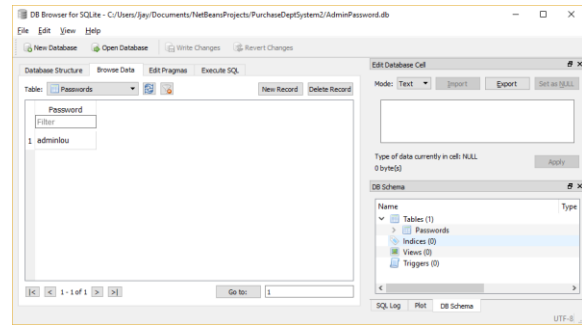 DB Browser for SQLite - C:/Users/Jjay/Documents/NetBeansProjects/PurchaseDeptSystem2/AdminPassword.db
File Edit View Help
New Database Open Database Write Changes Revert Changes
Database Structure Browse Data Edit Pragmas Execute SQL
Table: Passwords New Record Delete Record
Password
Filter
1 adminlou
1 - 1 of 1 Go to: 1
Edit Database Cell
Mode: Text Import Export Set as NULL
Type of data currently in cell: NULL
0 byte(s)
Apply
DB Schema
Name Type
Tables (1)
Passwords
Indices (0)
Views (0)
Triggers (0)
SQL Log Plot DB Schema
UTF-8